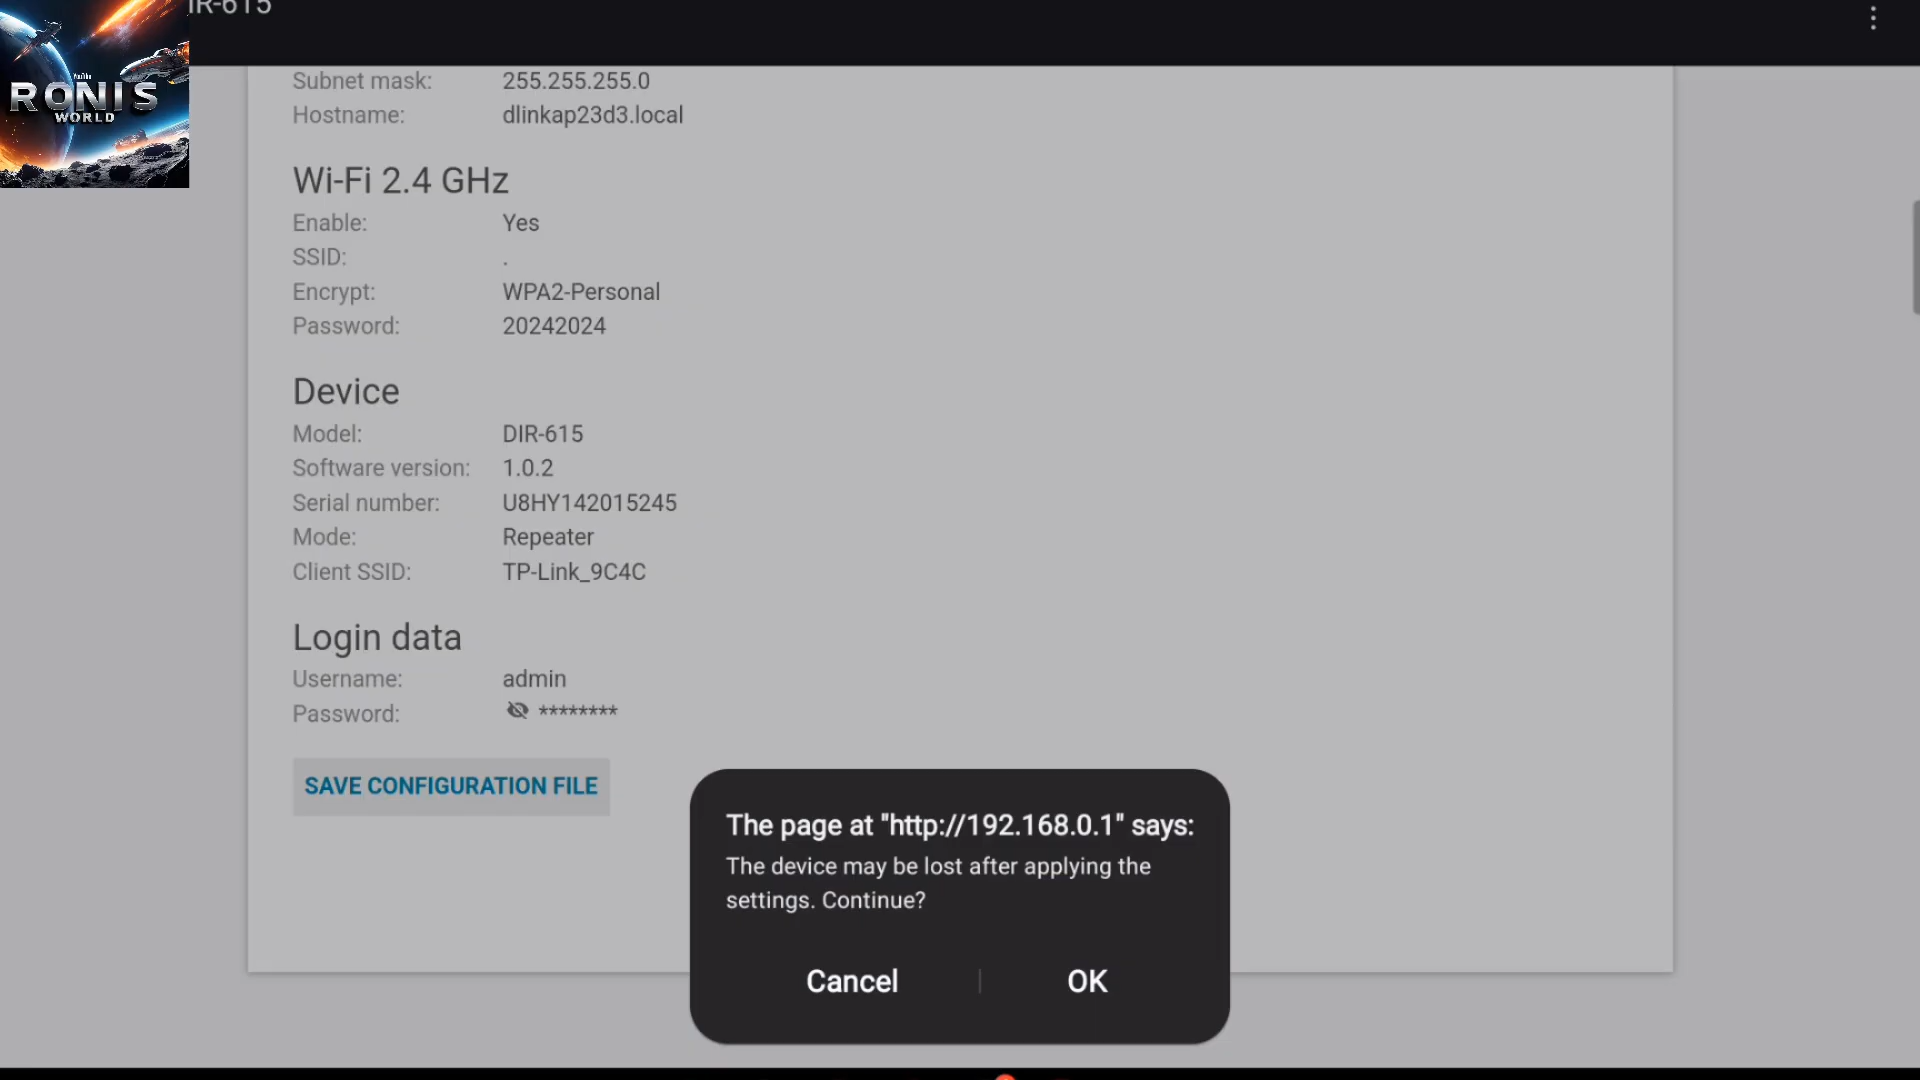 IR-615
YouTube
RONIS
WORLD
Subnet mask: 255.255.255.0
Hostname: dlinkap23d3.local
Wi-Fi 2.4 GHz
Enable: Yes
SSID: .
Encrypt: WPA2-Personal
Password: 20242024
Device
Model: DIR-615
Software version: 1.0.2
Serial number: U8HY142015245
Mode: Repeater
Client SSID: TP-Link_9C4C
Login data
Username: admin
Password: ********
SAVE CONFIGURATION FILE
The page at "http://192.168.0.1" says:
The device may be lost after applying the
settings. Continue?
Cancel | OK